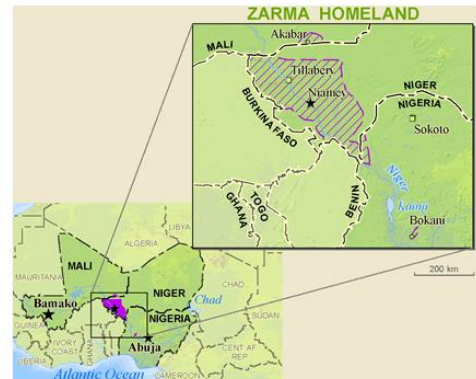 ZARMA HOMELAND
Akabar
MALI
Tillabery
NIGER
Niamey
NIGERIA
BURKINA FASO
Sokoto
Niger
Kainji
BENIN
TOGO
GHANA
Bokani
200 km
LIBYA
ALGERIA
MAURITANIA
MALI
NIGER
CHAD
Chad
Bamako
NIGERIA
SUDAN
GUINEA
IVORY
COAST
GHANA
Abuja
LIBERIA
CENT AF
REP
Atlantic Ocean
CAMEROON